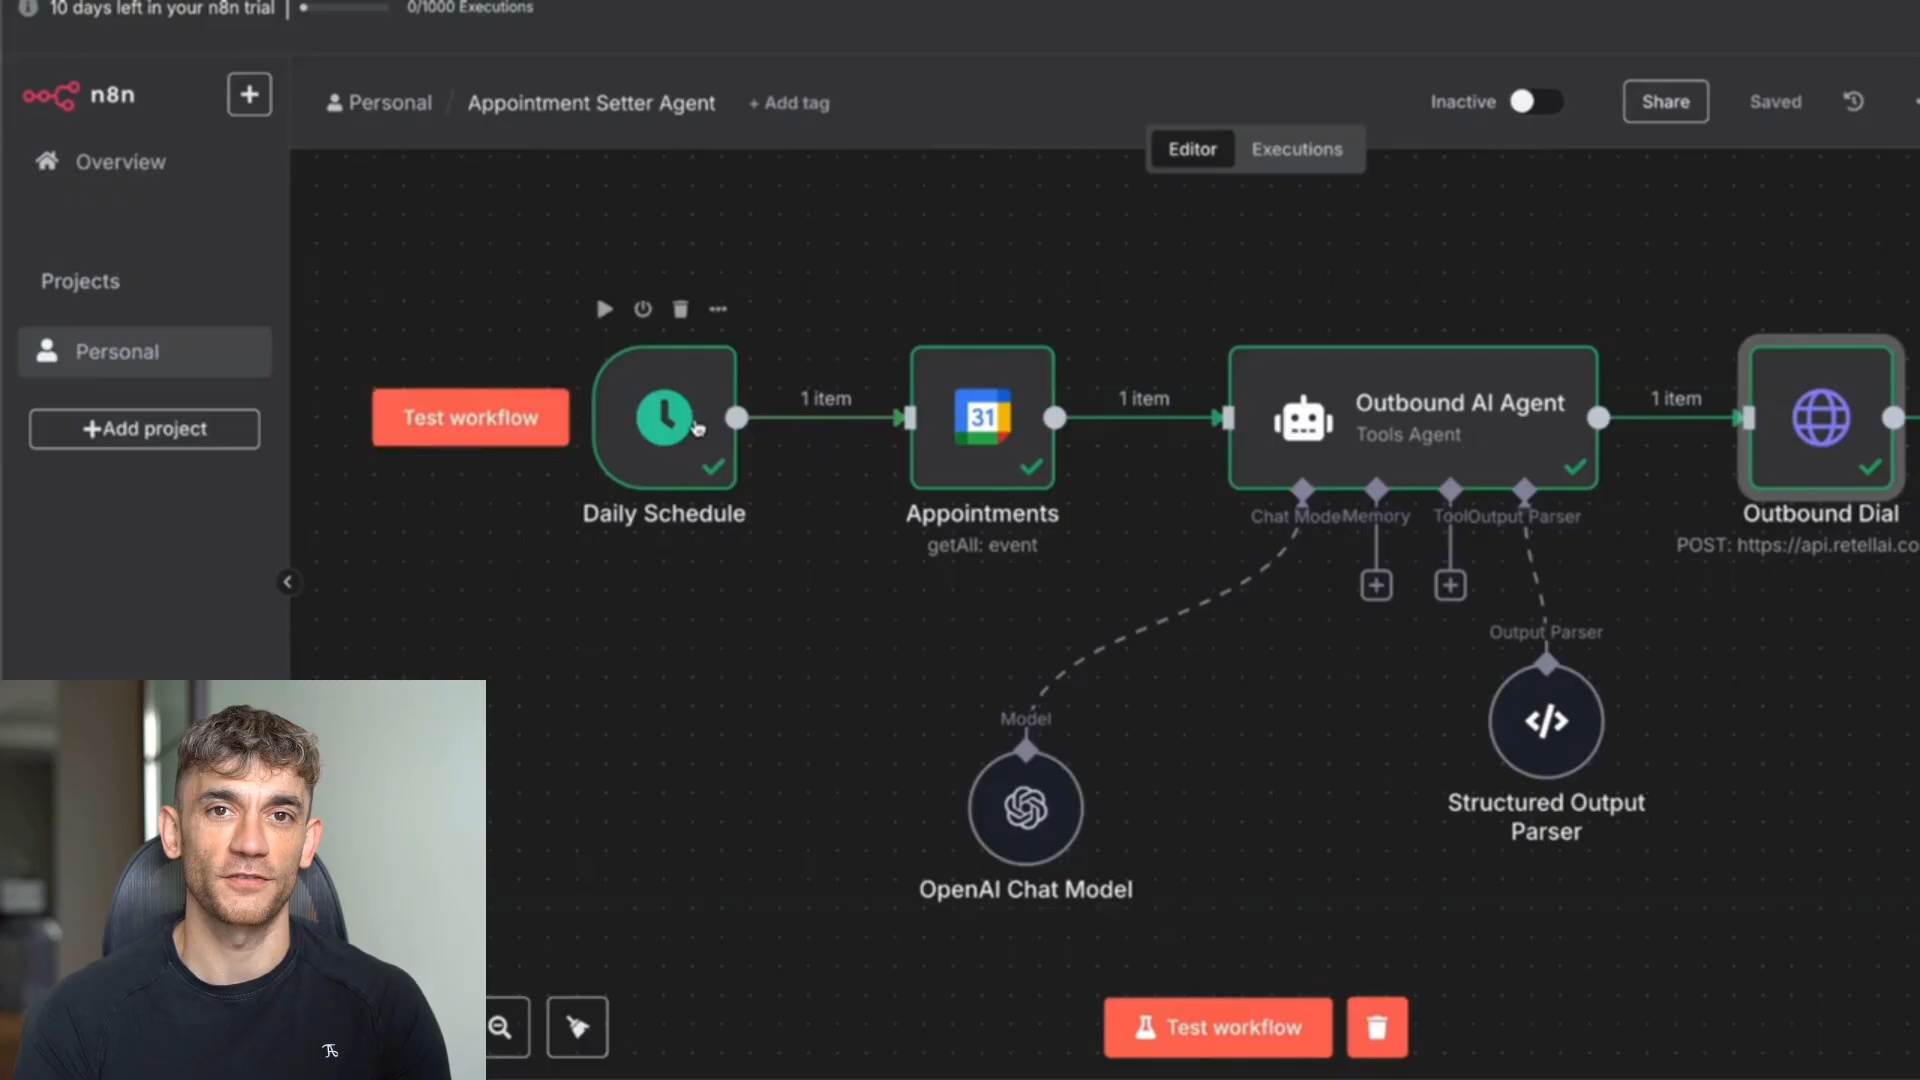 10 days left in your n8n trial
0/1000 Executions
n8n
+
Personal / Appointment Setter Agent + Add tag
Inactive
Share
Saved
Editor
Executions
Overview
Projects
Personal
+Add project
Test workflow
1 item
1 item
1 item
31
Outbound AI Agent
Tools Agent
Daily Schedule
Appointments
getAll: event
Chat Model
Memory
Tool
Output Parser
Outbound Dial
POST: https://api.retellai.co
Output Parser
Model
</>
Structured Output
Parser
OpenAI Chat Model
Test workflow